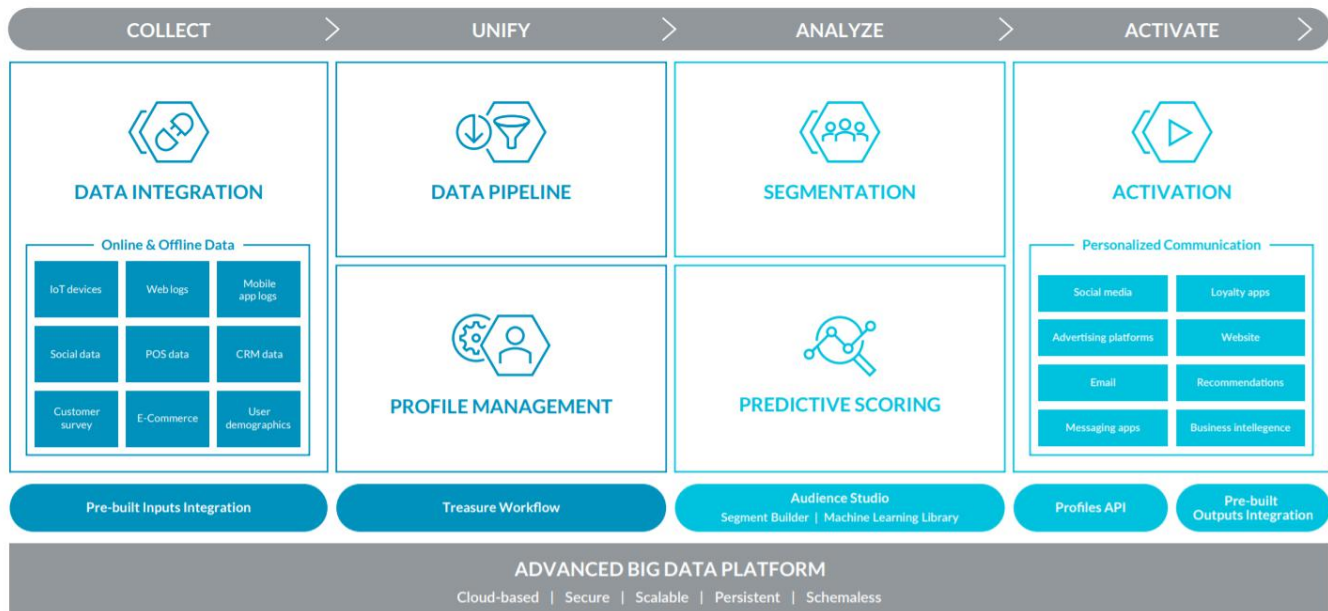 COLLECT
UNIFY
ANALYZE
ACTIVATE
DATA INTEGRATION
Online & Offline Data
IoT devices
Web logs
Mobile
app logs
Social data
POS data
CRM data
Customer
survey
E-Commerce
User
demographics
DATA PIPELINE
PROFILE MANAGEMENT
SEGMENTATION
PREDICTIVE SCORING
ACTIVATION
Personalized Communication
Social media
Loyalty apps
Advertising platforms
Website
Email
Recommendations
Messaging apps
Business intellegence
Pre-built Inputs Integration
Treasure Workflow
Audience Studio
Segment Builder | Machine Learning Library
Profiles API
Pre-built
Outputs Integration
ADVANCED BIG DATA PLATFORM
Cloud-based | Secure | Scalable | Persistent | Schemaless